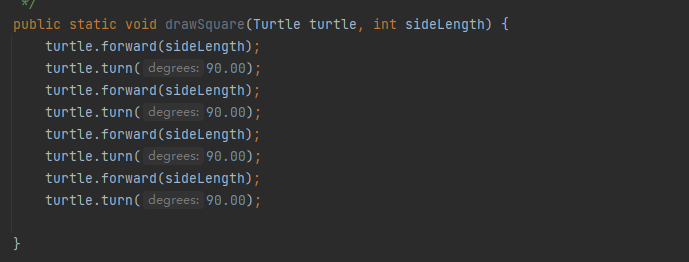 */
public static void drawSquare(Turtle turtle, int sideLength) {
turtle.forward(sideLength);
turtle.turn( degrees: 90.00);
turtle.forward(sideLength);
turtle.turn( degrees: 90.00);
turtle.forward(sideLength);
turtle.turn( degrees: 90.00);
turtle.forward(sideLength);
turtle.turn( degrees: 90.00);
}